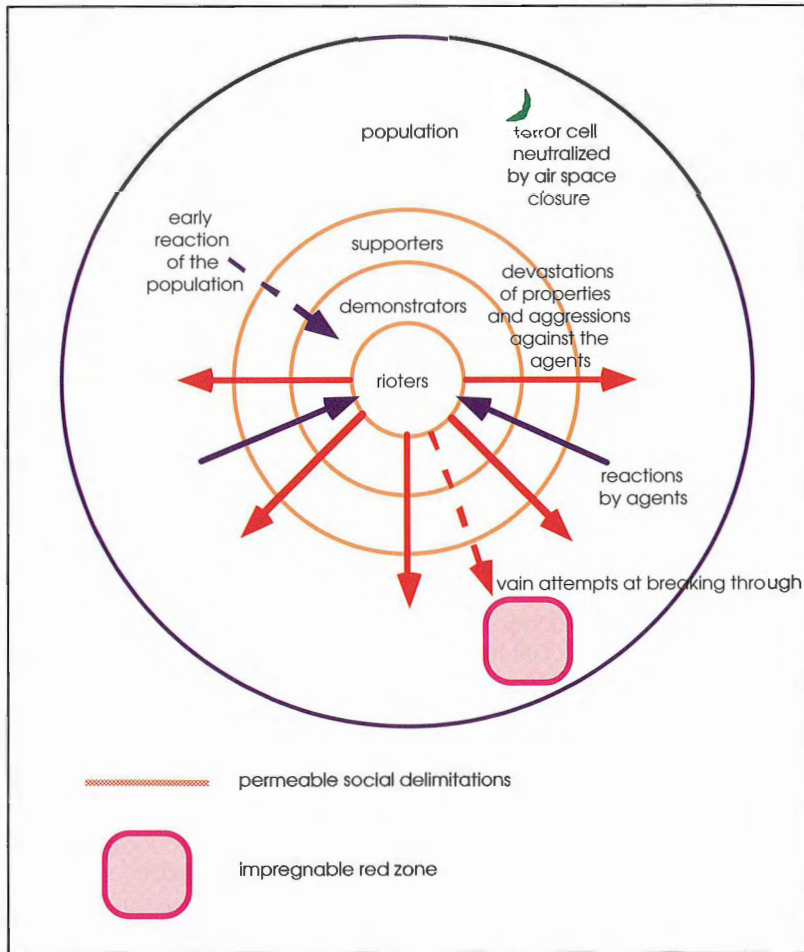 population
terror cell
neutralized
by air space
closure
early
reaction
of the
population
supporters
devastations
of properties
and aggressions
against the
agents
demonstrators
rioters
reactions
by agents
vain attempts at breaking through
permeable social delimitations
impregnable red zone